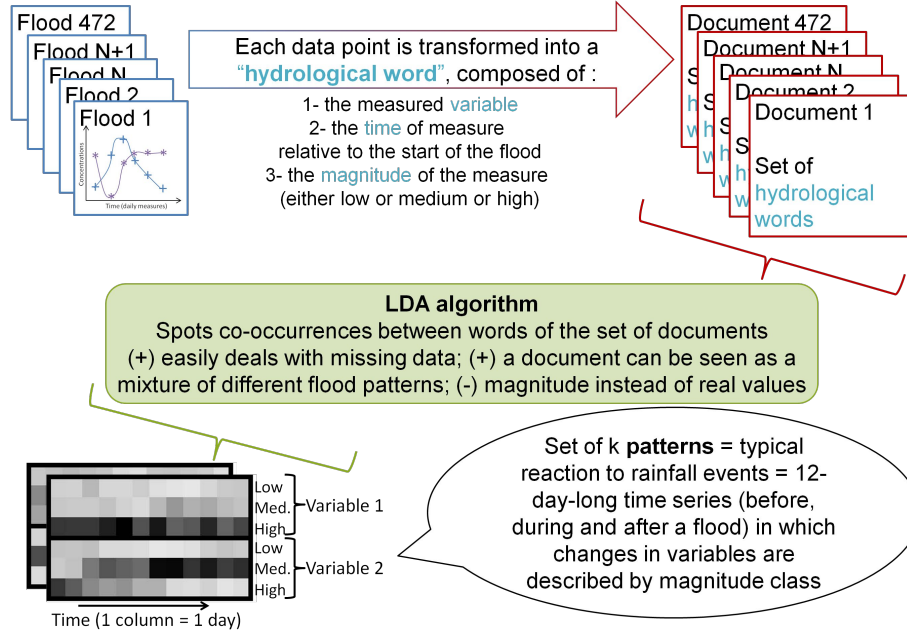 Flood 472
Flood N+1
Flood N
Flood 2
Flood 1
Concentrations
Time (daily measures)
Each data point is transformed into a
“hydrological word”, composed of :
1- the measured variable
2- the time of measure
relative to the start of the flood
3- the magnitude of the measure
(either low or medium or high)
Document 472
Document N+1
Document N
Document 2
Document 1
Set of
hydrological
words
LDA algorithm
Spots co-occurrences between words of the set of documents
(+) easily deals with missing data; (+) a document can be seen as a
mixture of different flood patterns; (-) magnitude instead of real values
Set of k patterns = typical
reaction to rainfall events = 12-
day-long time series (before,
during and after a flood) in which
changes in variables are
described by magnitude class
Low
Med.
High
Variable 1
Low
Med.
High
Variable 2
Time (1 column = 1 day)